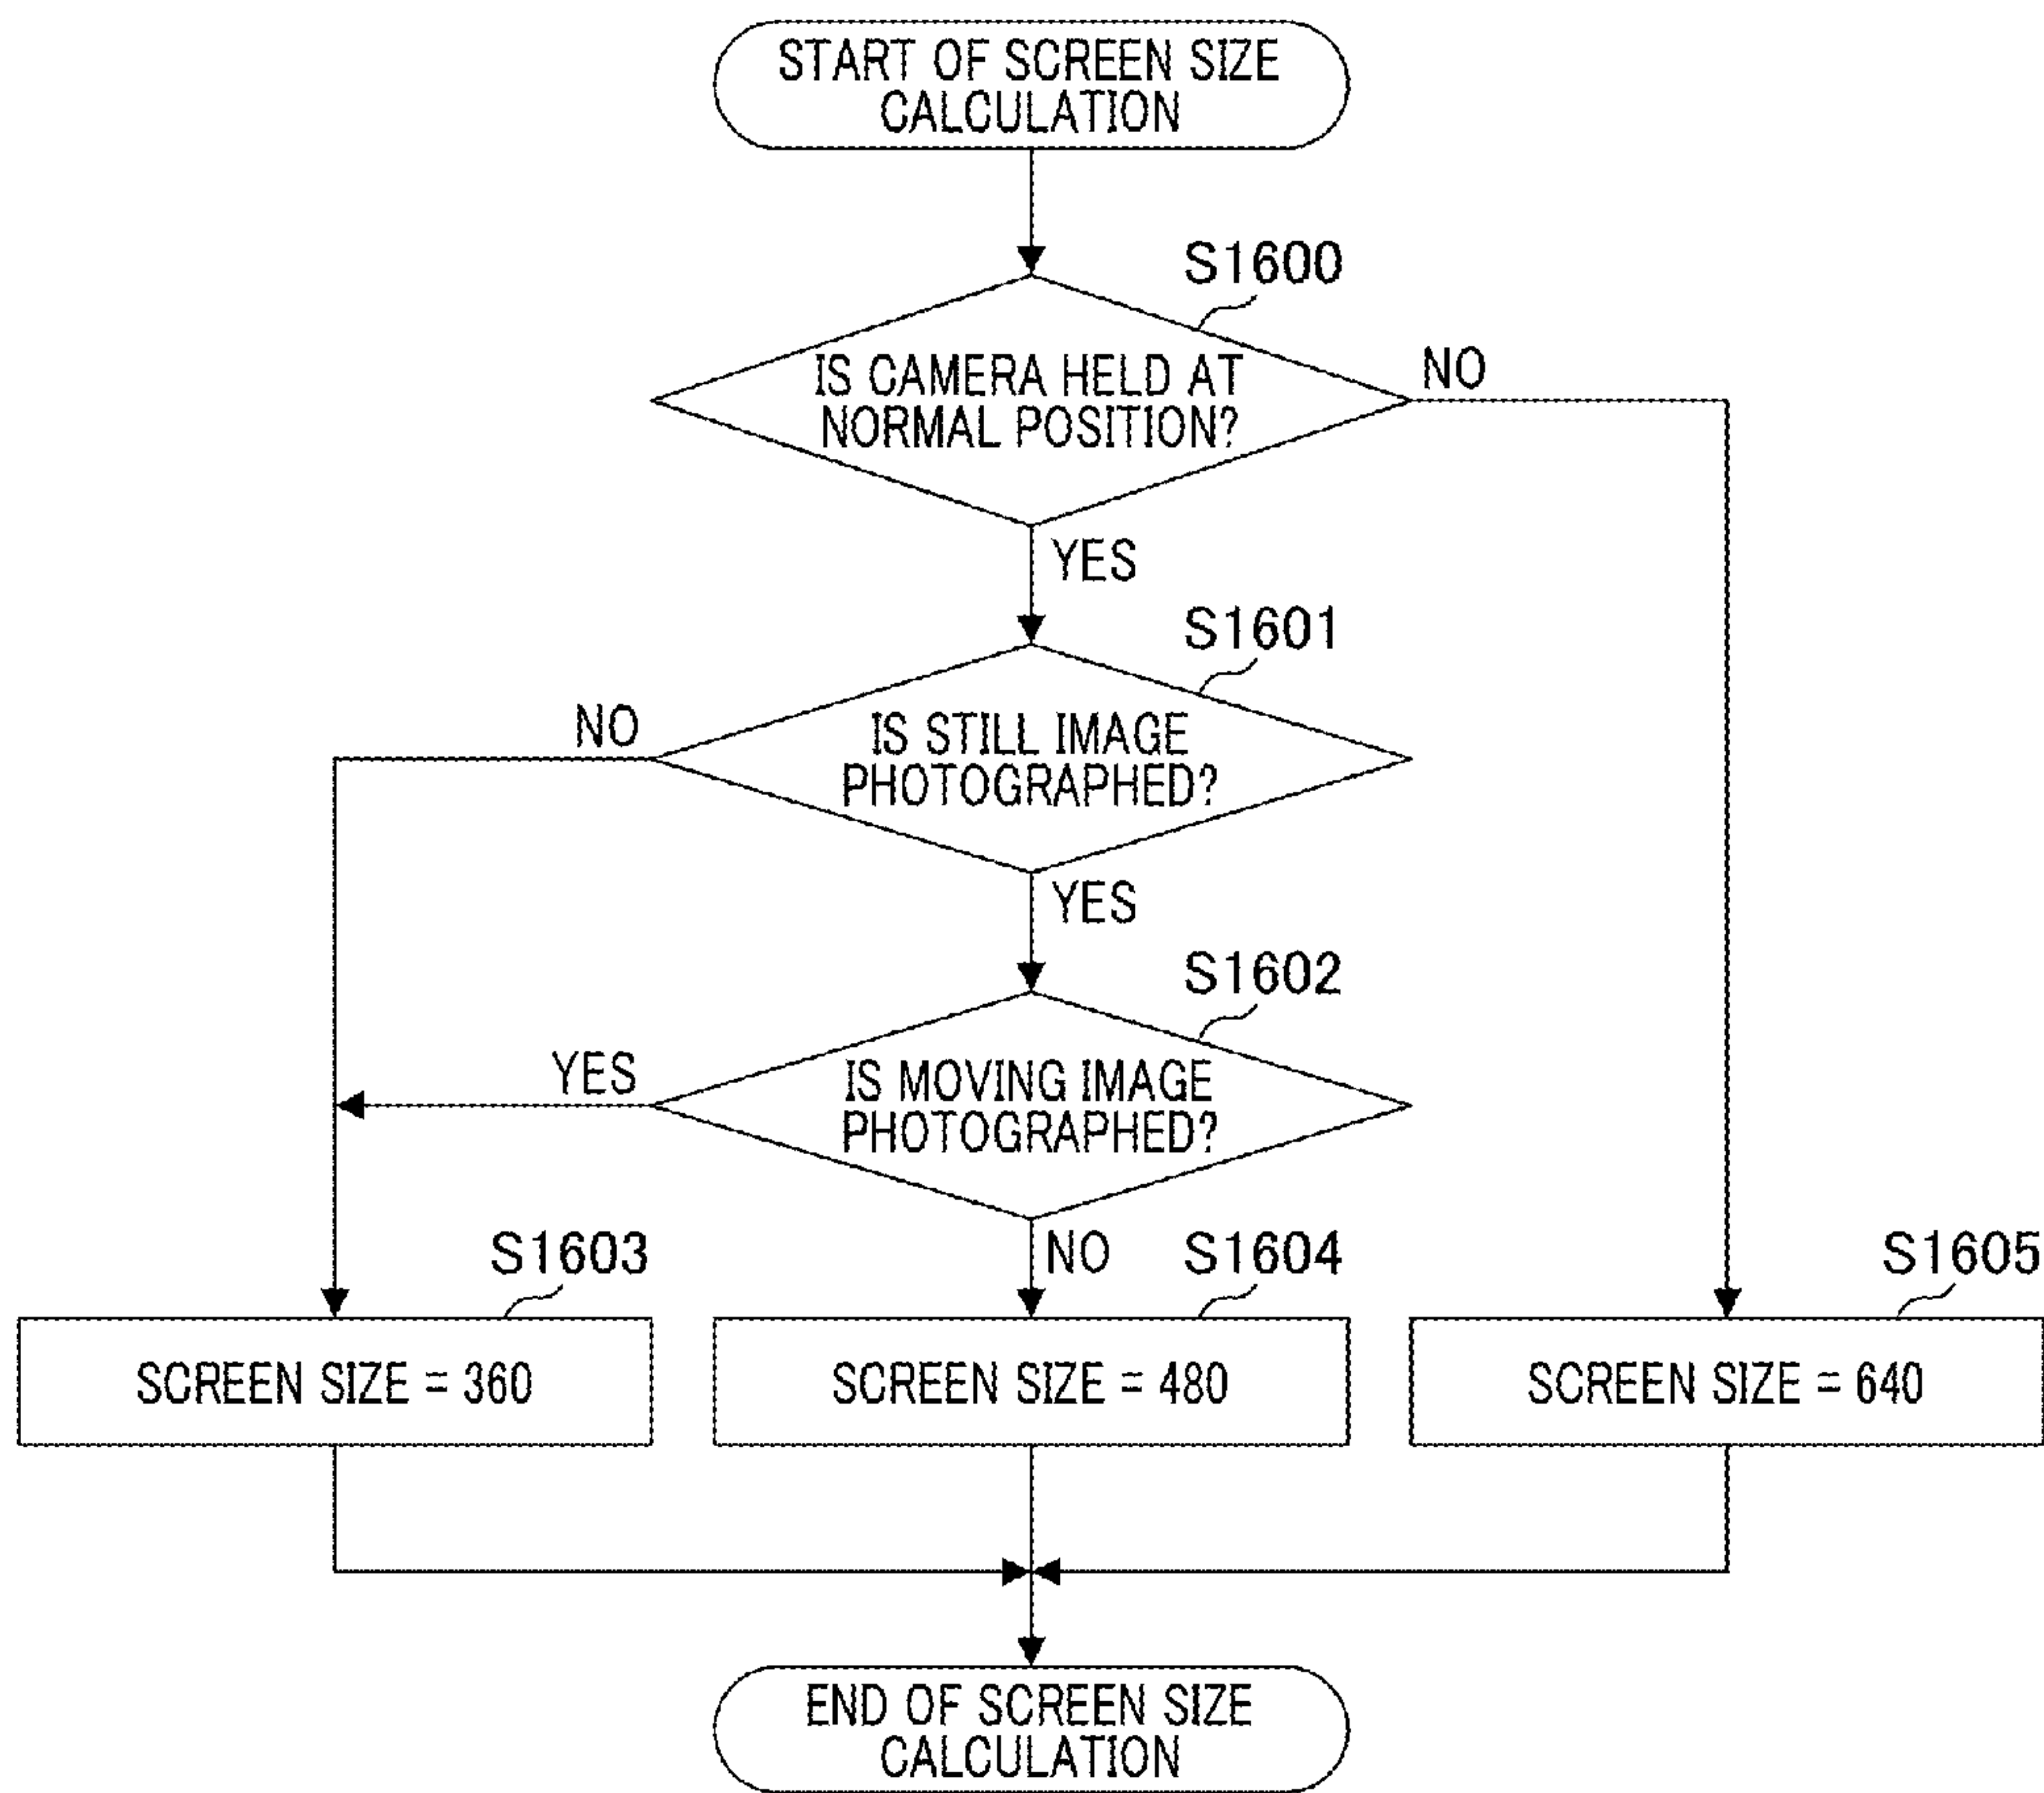 START OF SCREEN SIZE
CALCULATION
S1600
IS CAMERA HELD AT
NORMAL POSITION?
NO
YES
S1601
NO
IS STILL IMAGE
PHOTOGRAPHED?
YES
S1602
YES
IS MOVING IMAGE
PHOTOGRAPHED?
S1603
NO
S1604
S1605
SCREEN SIZE = 360
SCREEN SIZE = 480
SCREEN SIZE = 640
END OF SCREEN SIZE
CALCULATION